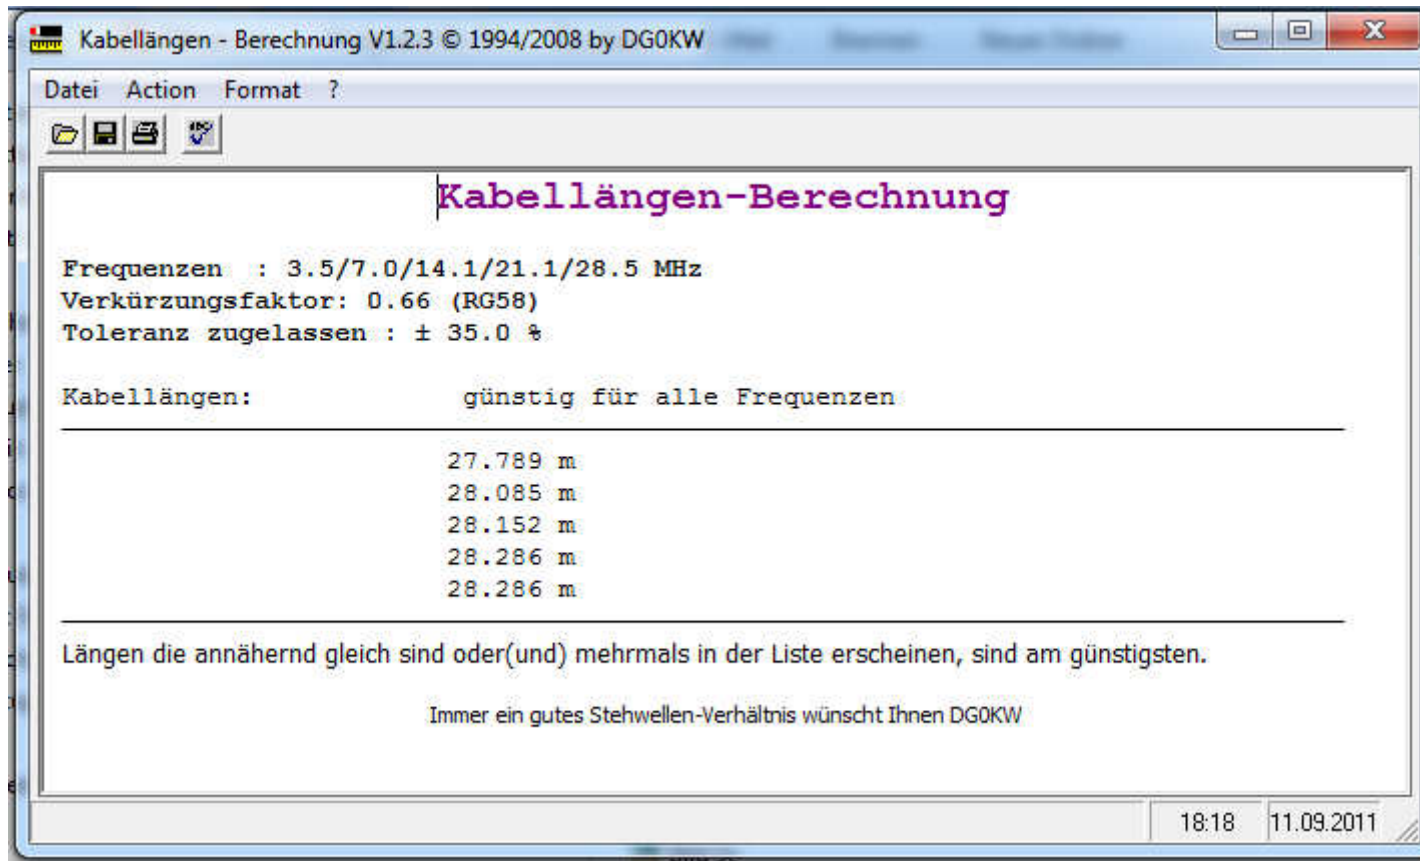 Kabellängen - Berechnung V1.2.3 © 1994/2008 by DG0KW
Datei Action Format ?
Kabellängen-Berechnung
Frequenzen : 3.5/7.0/14.1/21.1/28.5 MHz
Verkürzungsfaktor: 0.66 (RG58)
Toleranz zugelassen : ± 35.0 %
Kabellängen: günstig für alle Frequenzen
27.789 m
28.085 m
28.152 m
28.286 m
28.286 m
Längen die annähernd gleich sind oder(und) mehrmals in der Liste erscheinen, sind am günstigsten.
Immer ein gutes Stehwellen-Verhältnis wünscht Ihnen DG0KW
18:18 11.09.2011